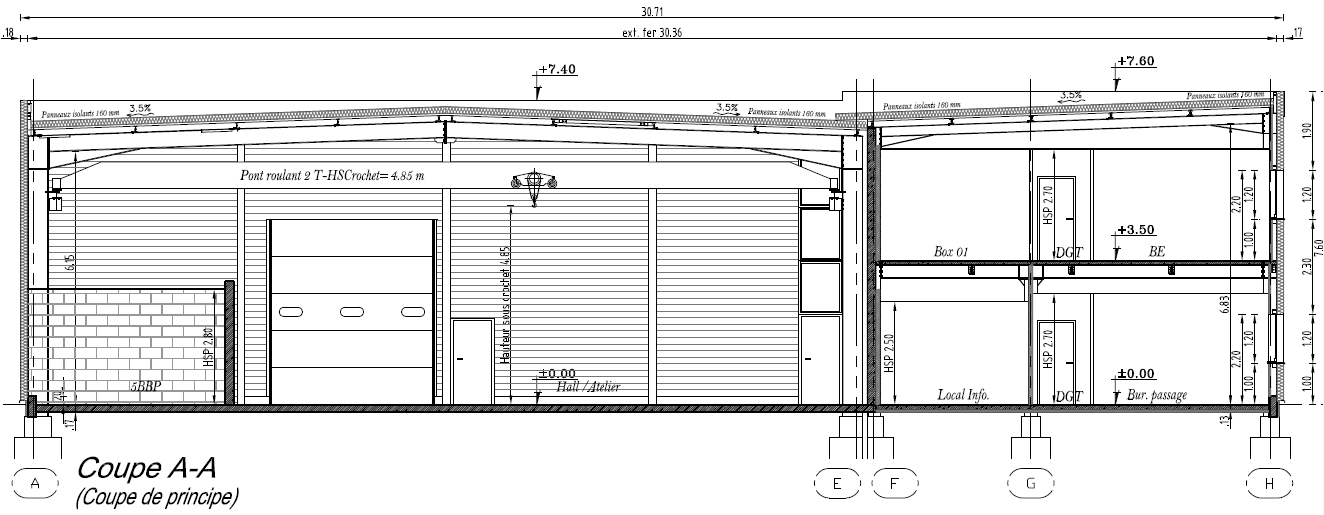 30.71
.18
ext. fer 30.36
.17
+7.40
+7.60
Panneaux isolants 160 mm
3.5%
3.5%
Panneaux isolants 160 mm
Panneaux isolants 160 mm
3.5%
Panneaux isolants 160 mm
1.90
Pont roulant 2 T-HSCrochet= 4.85 m
HSP 2.70
2.20
1.20
1.20
6.15
Hauteur sous crochet 4.85
+3.50
1.00
7.60
Box 01
DGT
BE
2.30
6.83
HSP 2.80
HSP 2.50
HSP 2.70
2.20
1.20
1.20
±0.00
±0.00
5BBP
Hall /Atelier
Local Info.
DGT
Bur. passage
1.00
1.00
.17
.13
A
E
F
G
H
Coupe A-A
(Coupe de principe)